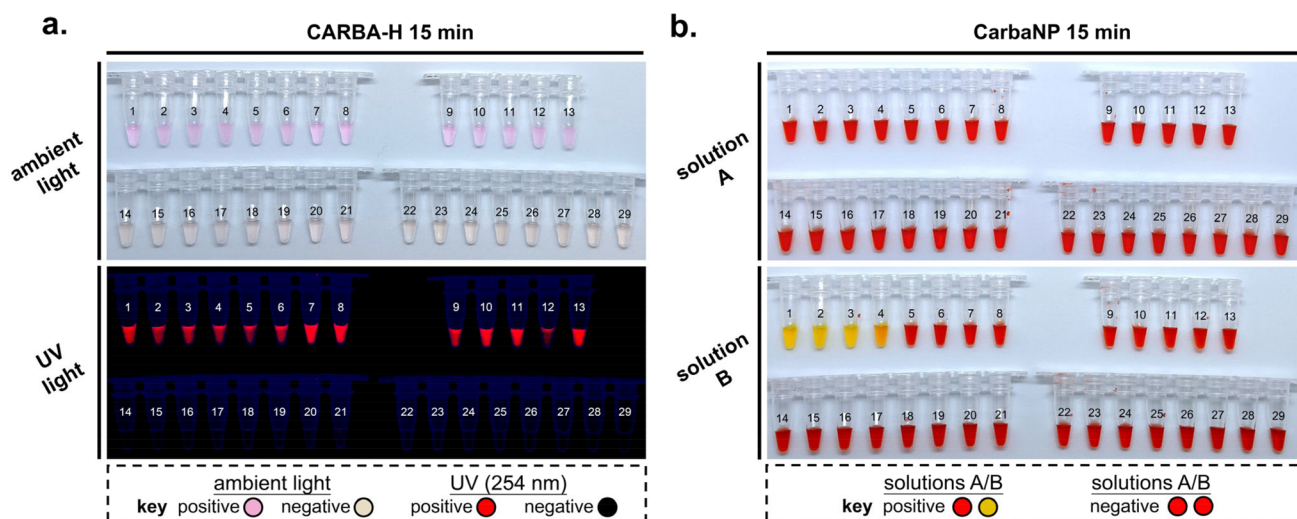 a.
CARBA-H 15 min
ambient light
1 2 3 4 5 6 7 8 9 10 11 12 13
14 15 16 17 18 19 20 21 22 23 24 25 26 27 28 29
UV light
1 2 3 4 5 6 7 8 9 10 11 12 13
14 15 16 17 18 19 20 21 22 23 24 25 26 27 28 29
ambient light UV (254 nm)
key positive negative positive negative
b.
CarbaNP 15 min
solution A
1 2 3 4 5 6 7 8 9 10 11 12 13
14 15 16 17 18 19 20 21 22 23 24 25 26 27 28 29
solution B
1 2 3 4 5 6 7 8 9 10 11 12 13
14 15 16 17 18 19 20 21 22 23 24 25 26 27 28 29
solutions A/B solutions A/B
key positive negative